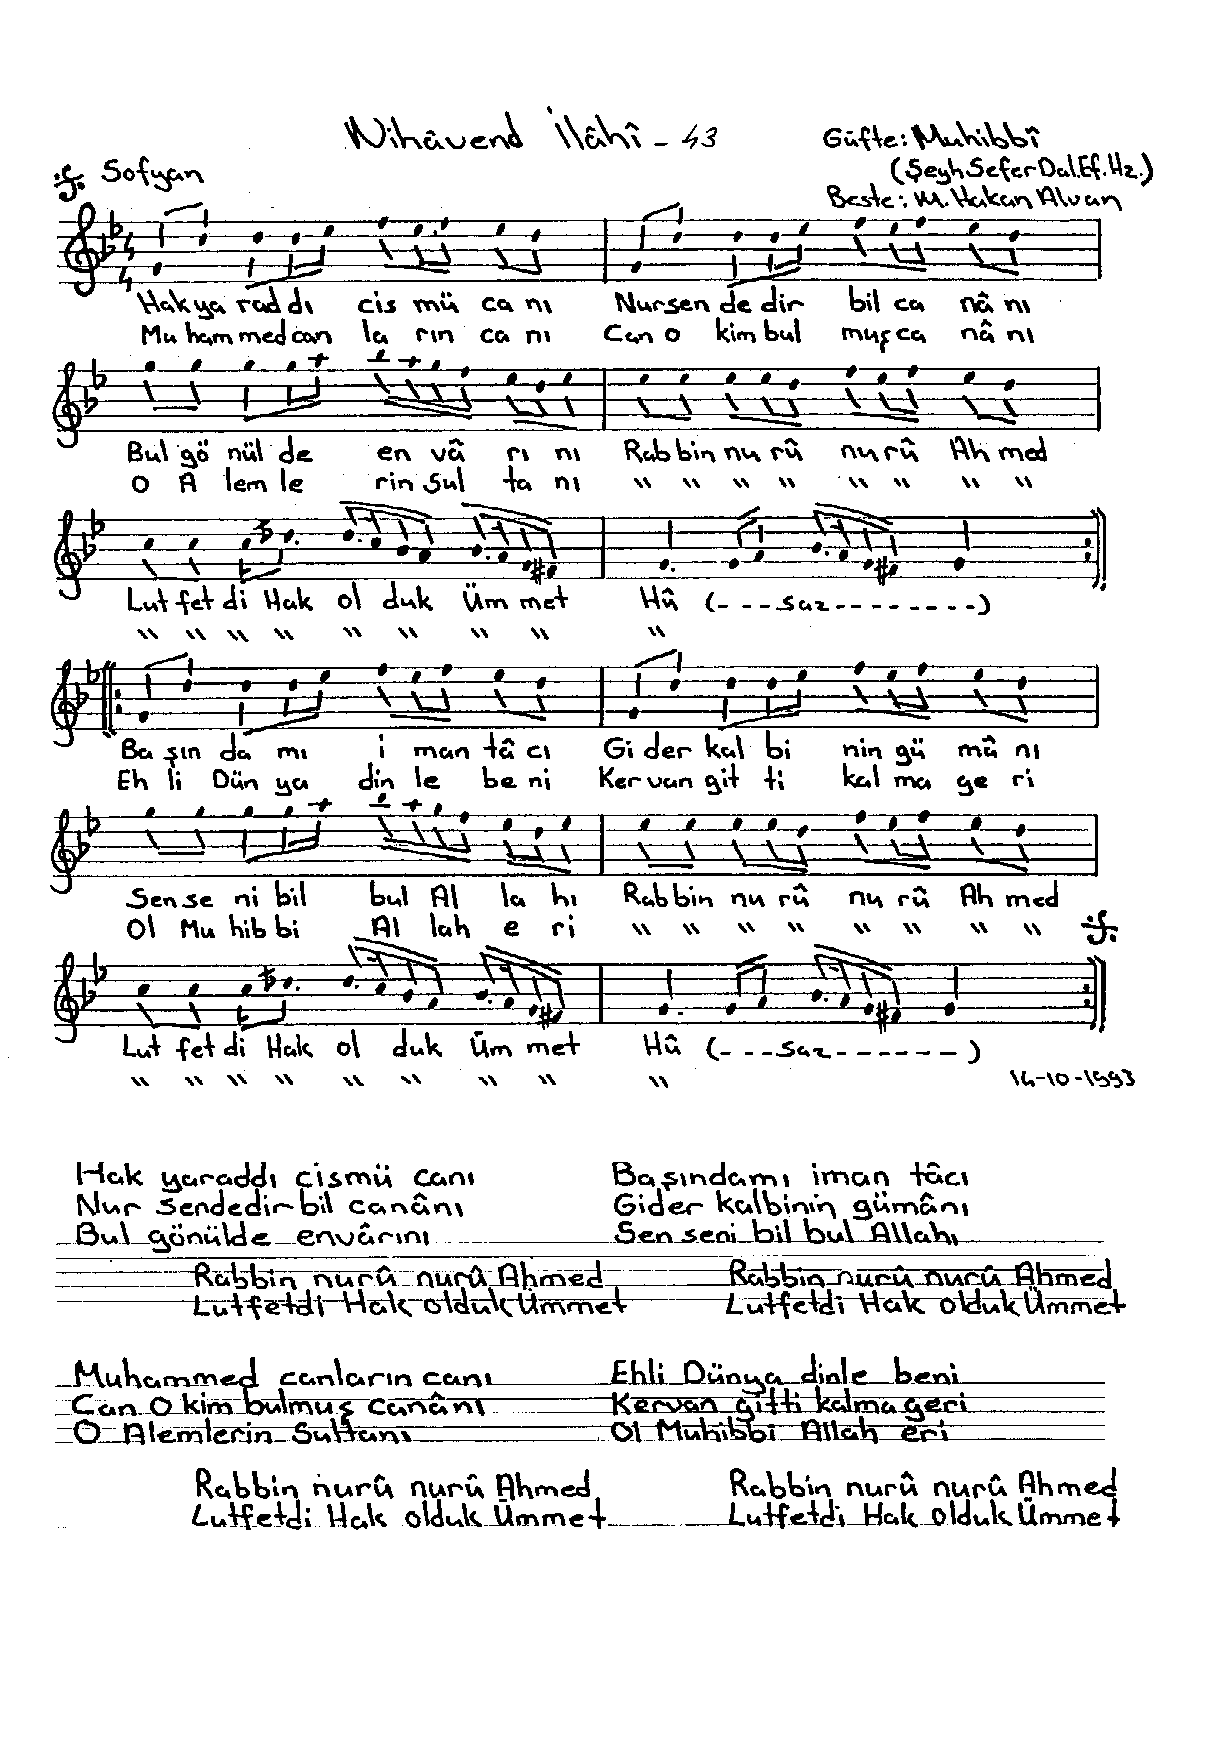 Nihâvend İlâhî - 43
Güfte: Muhibbî
(Şeyh Sefer Dal. Ef. Hz.)
Sofyan
Beste: M. Hakan Alvan
4
4
Hak ya rad dı cis mü ca nı Nur sen de dir bil ca nâ nı
Mu ham med can la rın ca nı Can o kim bul muş ca nâ nı
Bul gö nül de en vâ rı nı Rab bin nu rû nu rû Ah med
O A lem le rin Sul ta nı " " " " " " " "
Lut fet di Hak ol duk Üm met Hû (- - - saz - - - - - - - -)
" " " " " " " " "
Ba şın da mı i man tâ cı Gi der kal bi nin gü mâ nı
Eh li Dün ya din le be ni Ker van git ti kal ma ge ri
Sen se ni bil bul Al la hı Rab bin nu rû nu rû Ah med
Ol Mu hib bi Al lah e ri " " " " " " " "
Lut fet di Hak ol duk Üm met Hû (- - - saz - - - - - -)
" " " " " " " " "
14-10-1993
Hak yaraddı cismü canı
Nur sendedir bil canânı
Bul gönülde envârını
Rabbin nurû nurû Ahmed
Lutfetdi Hak olduk Ümmet
Başındamı iman tâcı
Gider kalbinin gümânı
Sen seni bil bul Allahı
Rabbin nurû nurû Ahmed
Lutfetdi Hak olduk Ümmet
Muhammed canların canı
Can O kim bulmuş canânı
O Alemlerin Sultanı
Rabbin nurû nurû Ahmed
Lutfetdi Hak olduk Ümmet
Ehli Dünya dinle beni
Kervan gitti kalma geri
Ol Muhibbi Allah eri
Rabbin nurû nurû Ahmed
Lutfetdi Hak olduk Ümmet